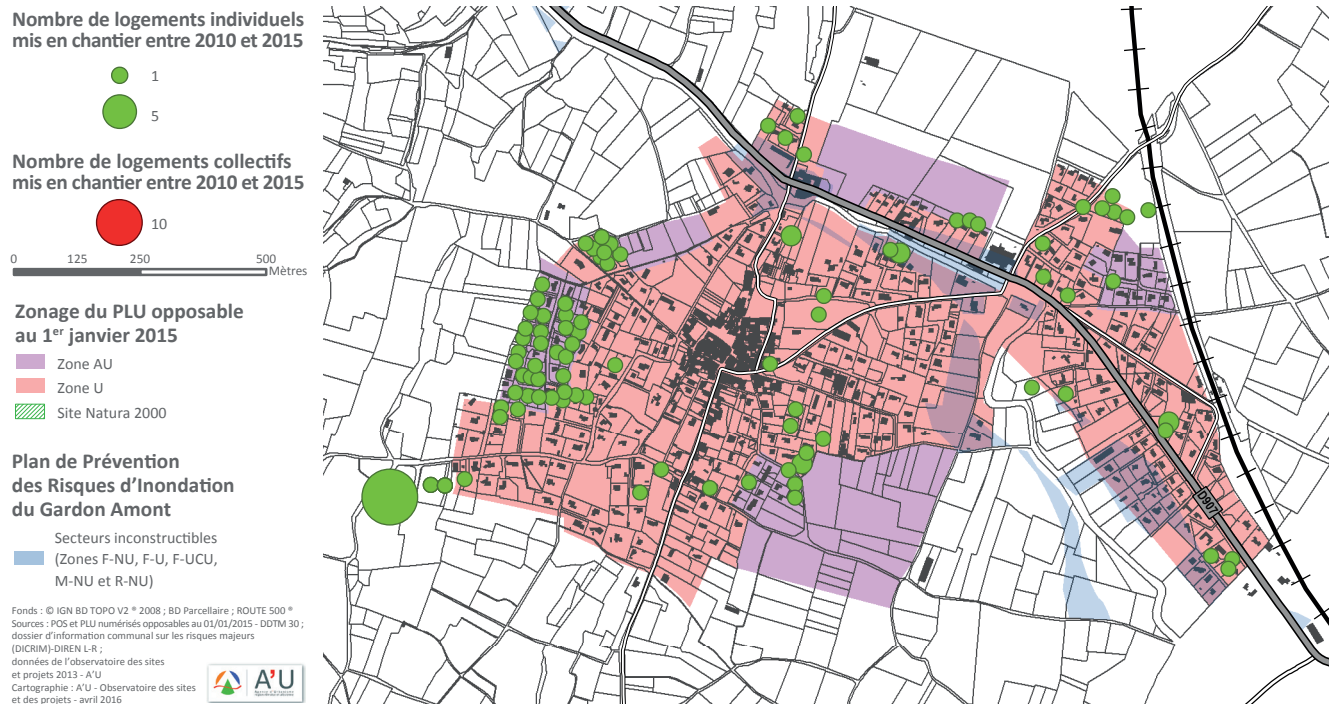 Nombre de logements individuels
mis en chantier entre 2010 et 2015
1
5
Nombre de logements collectifs
mis en chantier entre 2010 et 2015
10
0 125 250 500
Mètres
Zonage du PLU opposable
au 1er janvier 2015
Zone AU
Zone U
Site Natura 2000
Plan de Prévention
des Risques d'Inondation
du Gardon Amont
Secteurs inconstructibles
(Zones F-NU, F-U, F-UCU,
M-NU et R-NU)
Fonds : © IGN BD TOPO V2 ® 2008 ; BD Parcellaire ; ROUTE 500 ®
Sources : POS et PLU numérisés opposables au 01/01/2015 - DDTM 30 ;
dossier d'information communal sur les risques majeurs
(DICRIM)-DIREN L-R ;
données de l'observatoire des sites
et projets 2013 - A'U
Cartographie : A'U - Observatoire des sites
et des projets - avril 2016
A'U
D907